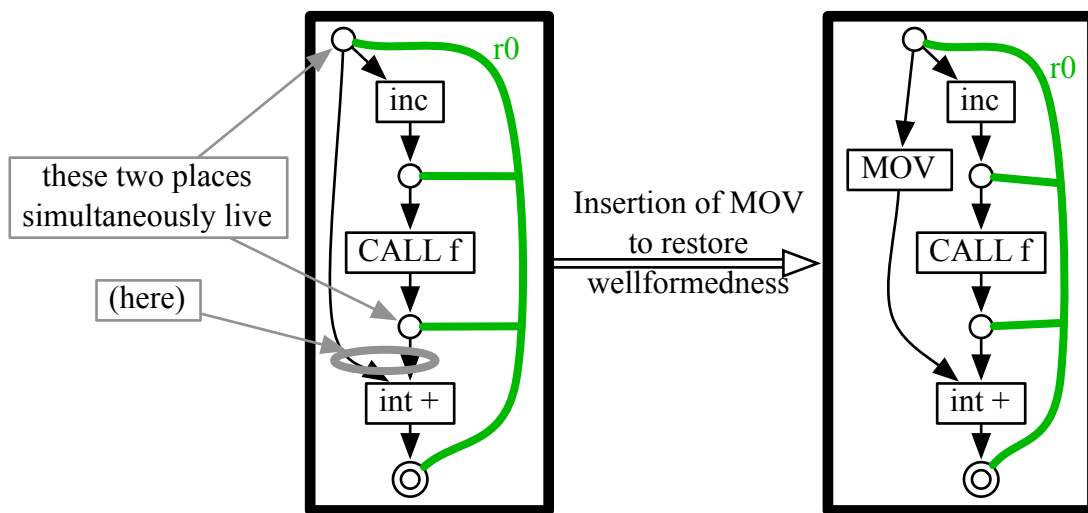 r0
inc
these two places
simultaneously live
CALL f
(here)
int +
Insertion of MOV
to restore
wellformedness
r0
inc
MOV
CALL f
int +